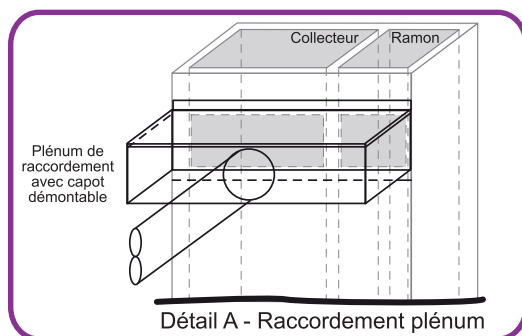 Collecteur
Ramon
Plénum de
raccordement
avec capot
démontable
Détail A - Raccordement plénum